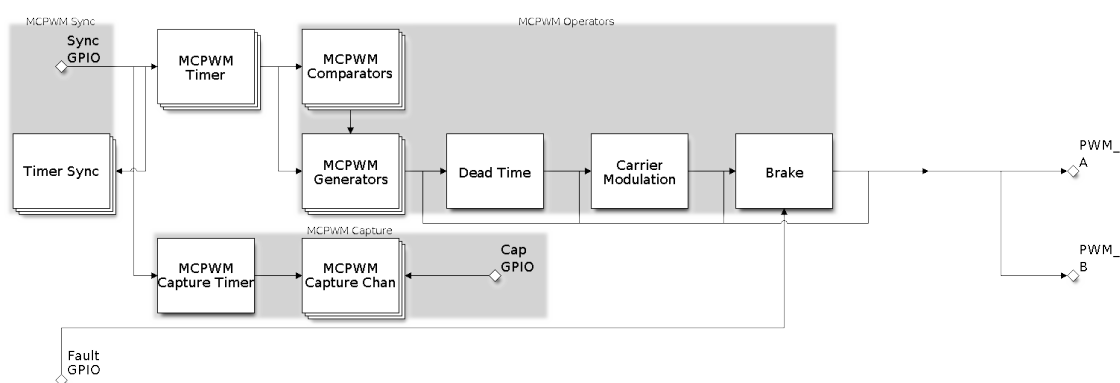 MCPWM Sync
MCPWM Operators
Sync
GPIO
MCPWM
Timer
MCPWM
Comparators
Timer Sync
MCPWM
Generators
Dead Time
Carrier
Modulation
Brake
PWM_
A
MCPWM Capture
MCPWM
Capture Timer
MCPWM
Capture Chan
Cap
GPIO
PWM_
B
Fault
GPIO